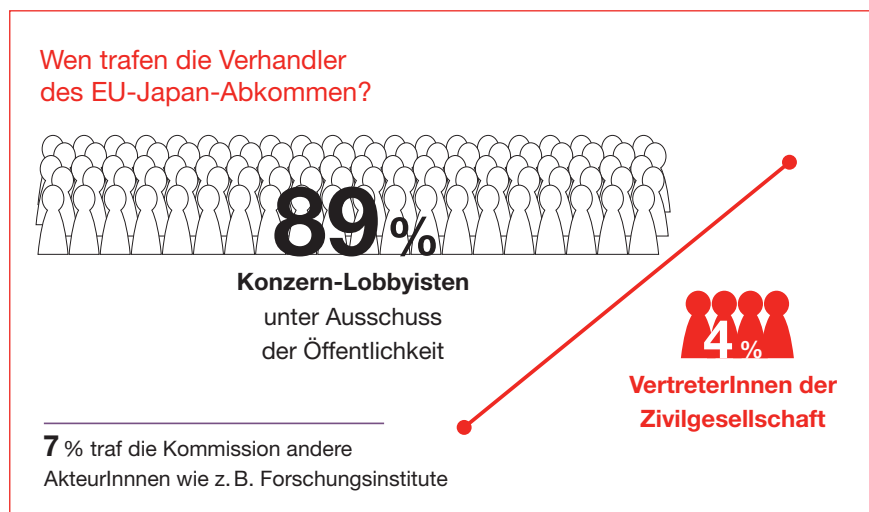 Wen trafen die Verhandler
des EU-Japan-Abkommen?
89 %
Konzern-Lobbyisten
unter Ausschuss
der Öffentlichkeit
4 %
VertreterInnen der
Zivilgesellschaft
7 % traf die Kommission andere
AkteurInnnen wie z. B. Forschungsinstitute